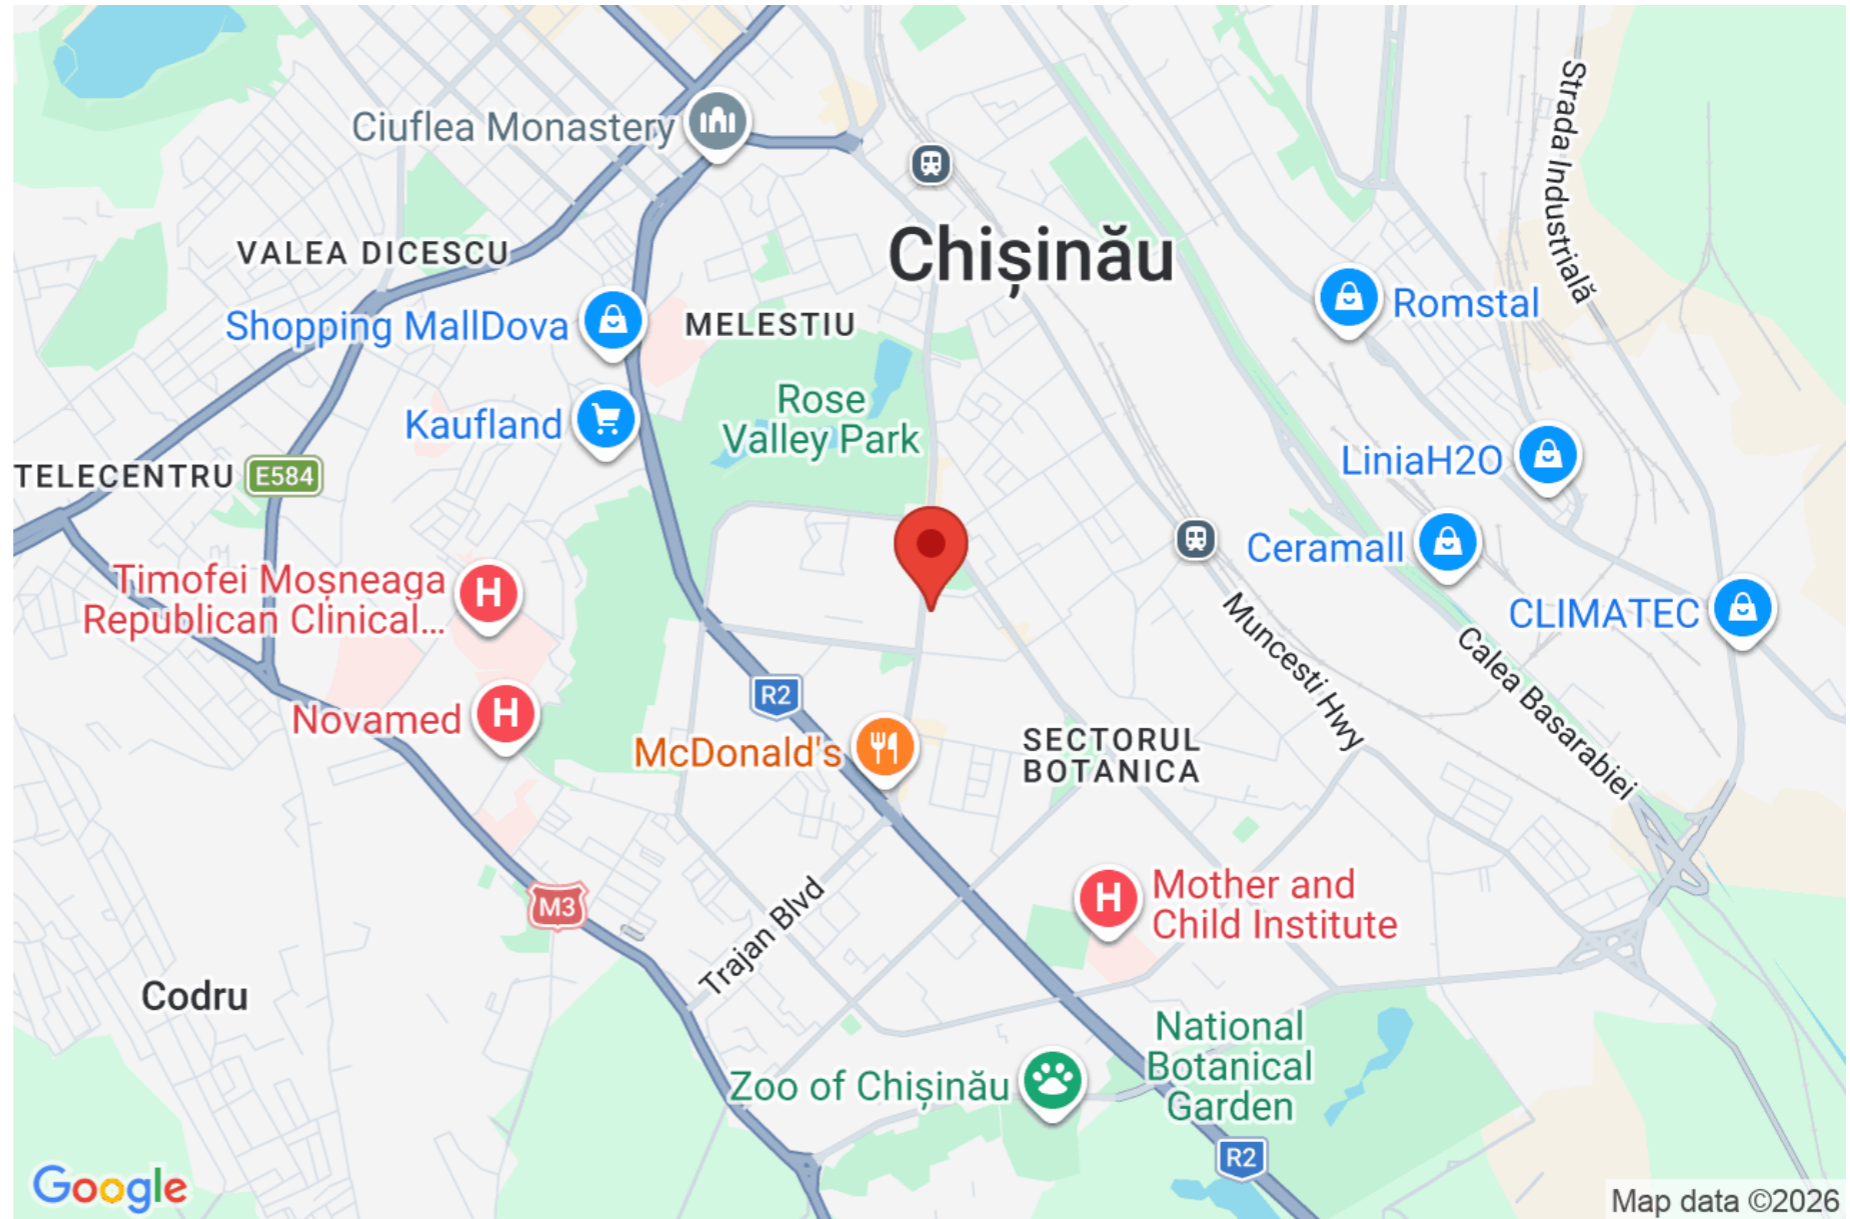 Ciuflea Monastery
Strada Industrială
VALEA DICESCU
Chișinău
Shopping MallDova
MELESTIU
Romstal
Rose
Valley Park
Kaufland
TELECENTRU
E584
LiniaH2O
Ceramall
Timofei Moșneaga
Republican Clinical...
H
Muncesti Hwy
CLIMATEC
Calea Basarabiei
R2
Novamed
H
McDonald's
SECTORUL
BOTANICA
M3
Trajan Blvd
H
Mother and
Child Institute
Codru
National
Botanical
Garden
Zoo of Chișinău
R2
Google
Map data ©2026